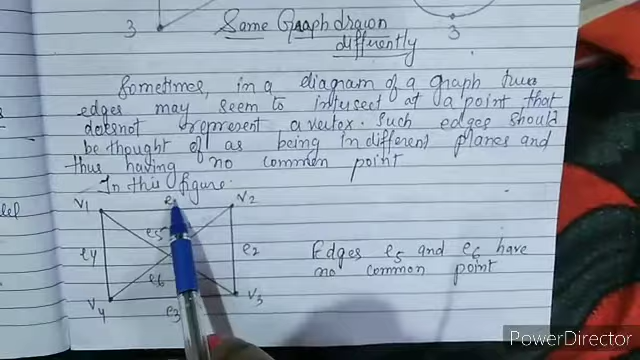 3
Same Graph drawn
differently
3
Sometimes, in a diagram of a graph two
edges may seem to intersect at a point that
doesnot represent a vertex. Such edges should
be thought of as being in different planes and
thus having no common point
In this figure.
V1
V2
e5
e4
e2
Edges e5 and e6 have
no common point
e6
V4
e3
V3
PowerDirector